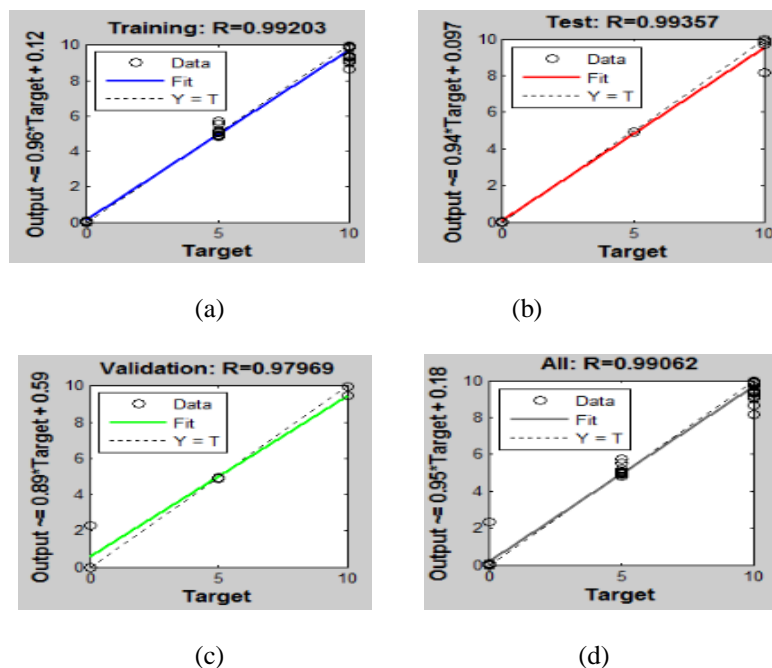 Training: R=0.99203
Output ~= 0.96*Target + 0.12
10
8
6
4
2
0
Data
Fit
Y = T
0
5
10
Target
(a)
Test: R=0.99357
Output ~= 0.94*Target + 0.097
10
8
6
4
2
0
Data
Fit
Y = T
0
5
10
Target
(b)
Validation: R=0.97969
Output ~= 0.89*Target + 0.59
10
8
6
4
2
0
Data
Fit
Y = T
0
5
10
Target
(c)
All: R=0.99062
Output ~= 0.95*Target + 0.18
10
8
6
4
2
0
Data
Fit
Y = T
0
5
10
Target
(d)